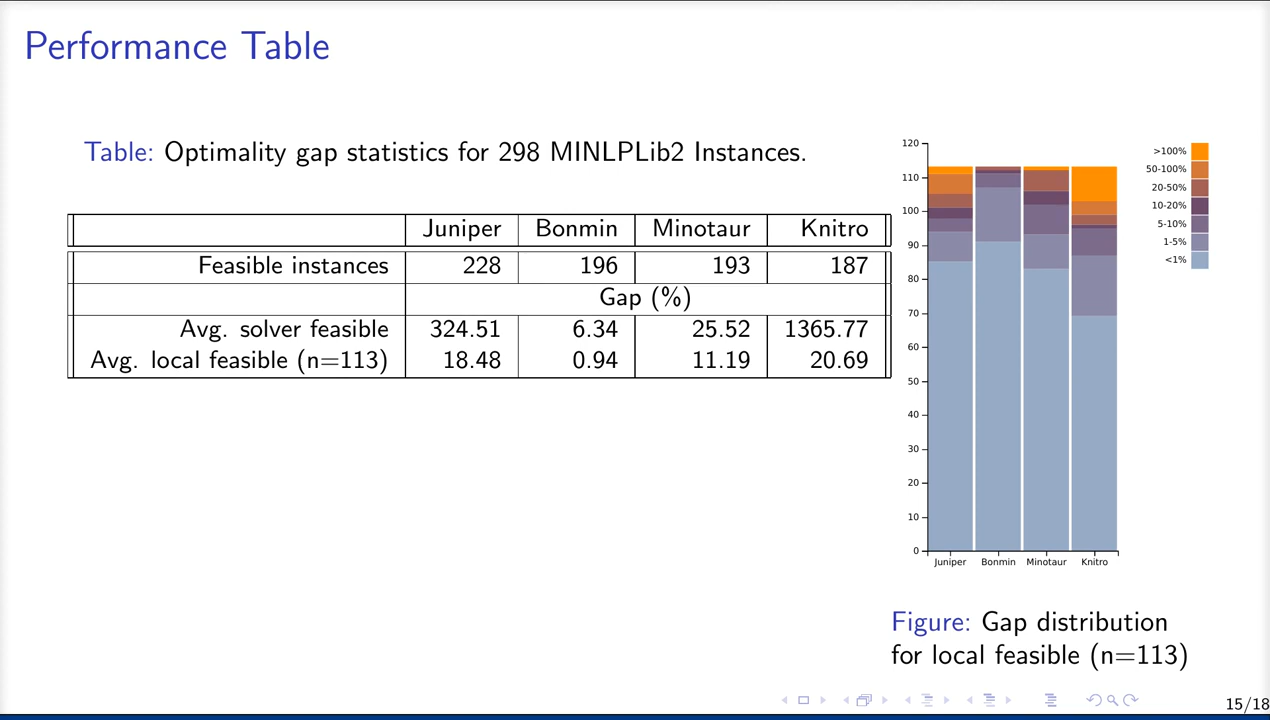 Performance Table
Table: Optimality gap statistics for 298 MINLPLib2 Instances.
Juniper Bonmin Minotaur Knitro
Feasible instances 228 196 193 187
Gap (%)
Avg. solver feasible 324.51 6.34 25.52 1365.77
Avg. local feasible (n=113) 18.48 0.94 11.19 20.69
120
110
100
90
80
70
60
50
40
30
20
10
0
Juniper Bonmin Minotaur Knitro
>100%
50-100%
20-50%
10-20%
5-10%
1-5%
<1%
Figure: Gap distribution
for local feasible (n=113)
15/18